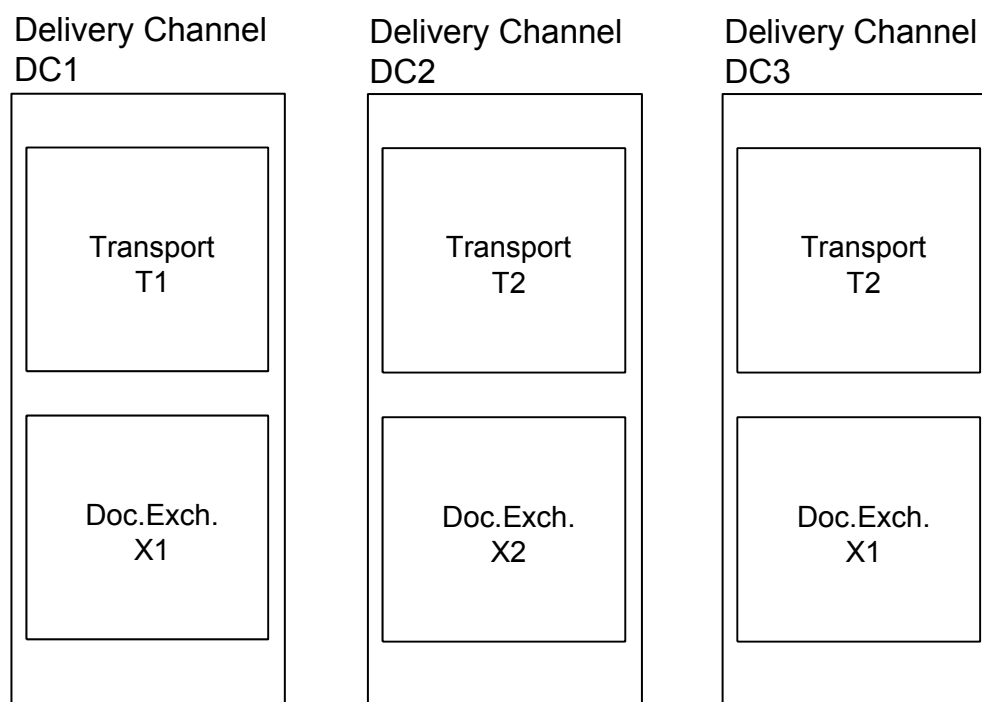 Delivery Channel
DC1
Delivery Channel
DC2
Delivery Channel
DC3
Transport
T1
Transport
T2
Transport
T2
Doc.Exch.
X1
Doc.Exch.
X2
Doc.Exch.
X1